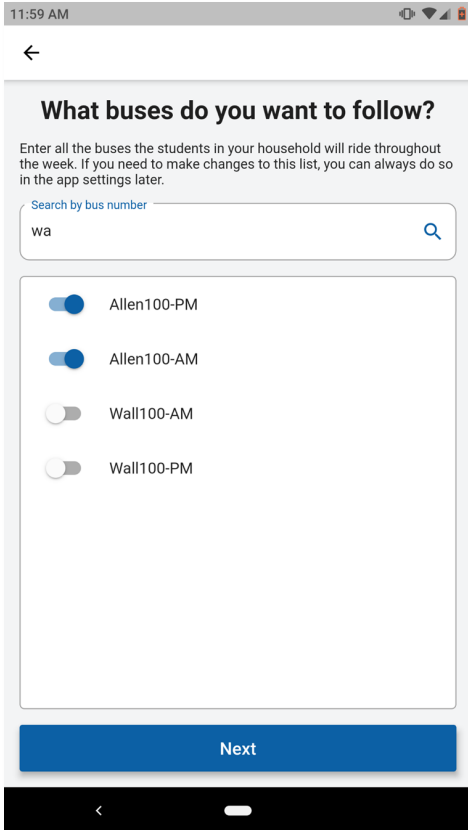 11:59 AM
What buses do you want to follow?
Enter all the buses the students in your household will ride throughout
the week. If you need to make changes to this list, you can always do so
in the app settings later.
Search by bus number
wa
Allen100-PM
Allen100-AM
Wall100-AM
Wall100-PM
Next